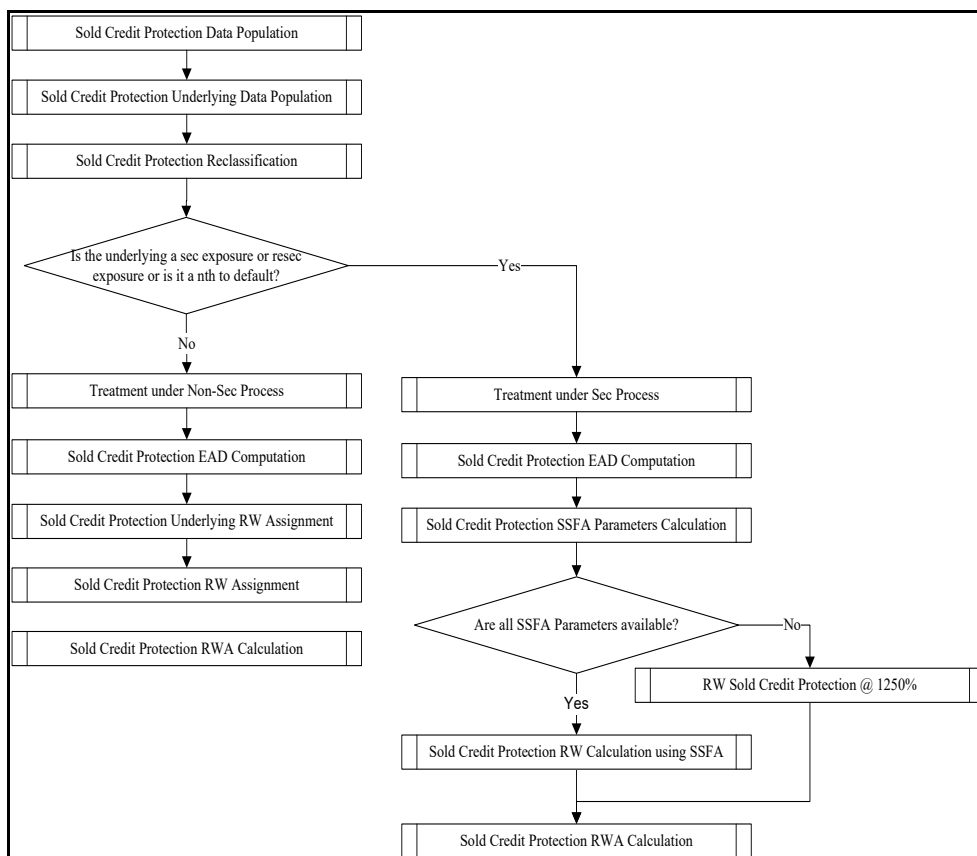 Sold Credit Protection Data Population
Sold Credit Protection Underlying Data Population
Sold Credit Protection Reclassification
Is the underlying a sec exposure or resec
exposure or is it a nth to default?
Yes
No
Treatment under Non-Sec Process
Sold Credit Protection EAD Computation
Sold Credit Protection Underlying RW Assignment
Sold Credit Protection RW Assignment
Sold Credit Protection RWA Calculation
Treatment under Sec Process
Sold Credit Protection EAD Computation
Sold Credit Protection SSFA Parameters Calculation
Are all SSFA Parameters available?
No
RW Sold Credit Protection @ 1250%
Yes
Sold Credit Protection RW Calculation using SSFA
Sold Credit Protection RWA Calculation